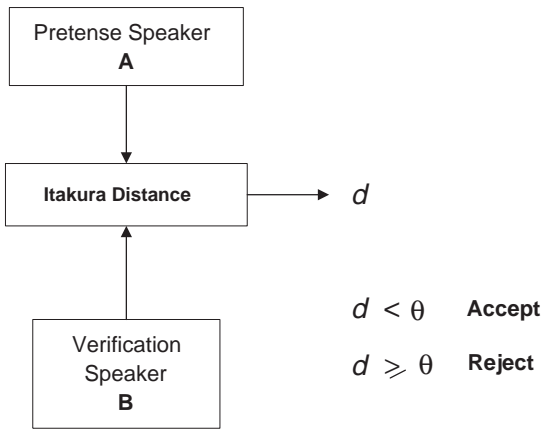 Pretense Speaker
A
Itakura Distance
d
d < θ Accept
d ⩾ θ Reject
Verification
Speaker
B